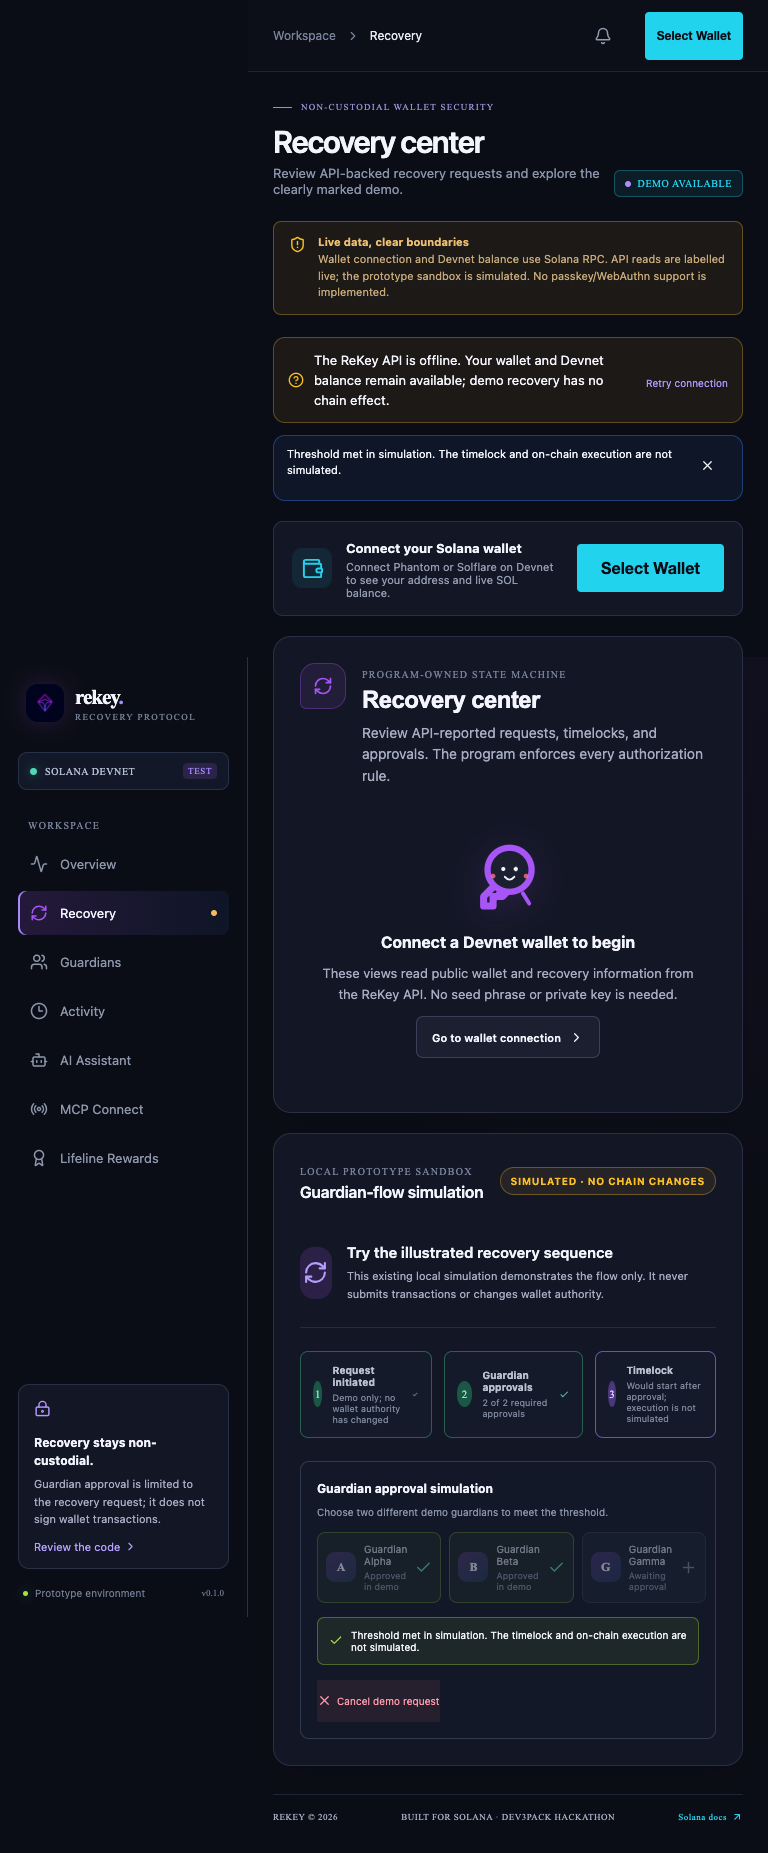 Workspace
Recovery
Select Wallet
NON-CUSTODIAL WALLET SECURITY
Recovery center
Review API-backed recovery requests and explore the
clearly marked demo.
DEMO AVAILABLE
Live data, clear boundaries
Wallet connection and Devnet balance use Solana RPC. API reads are labelled
live; the prototype sandbox is simulated. No passkey/WebAuthn support is
implemented.
The ReKey API is offline. Your wallet and Devnet
balance remain available; demo recovery has no
chain effect.
Retry connection
Threshold met in simulation. The timelock and on-chain execution are not
simulated.
Connect your Solana wallet
Connect Phantom or Solflare on Devnet
to see your address and live SOL
balance.
Select Wallet
rekey.
RECOVERY PROTOCOL
SOLANA DEVNET
TEST
WORKSPACE
Overview
Recovery
Guardians
Activity
AI Assistant
MCP Connect
Lifeline Rewards
Recovery stays non-
custodial.
Guardian approval is limited to
the recovery request; it does not
sign wallet transactions.
Review the code
Prototype environment
v0.1.0
PROGRAM-OWNED STATE MACHINE
Recovery center
Review API-reported requests, timelocks, and
approvals. The program enforces every authorization
rule.
Connect a Devnet wallet to begin
These views read public wallet and recovery information from
the ReKey API. No seed phrase or private key is needed.
Go to wallet connection
LOCAL PROTOTYPE SANDBOX
Guardian-flow simulation
SIMULATED · NO CHAIN CHANGES
Try the illustrated recovery sequence
This existing local simulation demonstrates the flow only. It never
submits transactions or changes wallet authority.
1
Request
initiated
Demo only; no
wallet authority
has changed
2
Guardian
approvals
2 of 2 required
approvals
3
Timelock
Would start after
approval;
execution is not
simulated
Guardian approval simulation
Choose two different demo guardians to meet the threshold.
A
Guardian
Alpha
Approved
in demo
B
Guardian
Beta
Approved
in demo
G
Guardian
Gamma
Awaiting
approval
Threshold met in simulation. The timelock and on-chain execution are
not simulated.
Cancel demo request
REKEY © 2026
BUILT FOR SOLANA · DEV3PACK HACKATHON
Solana docs